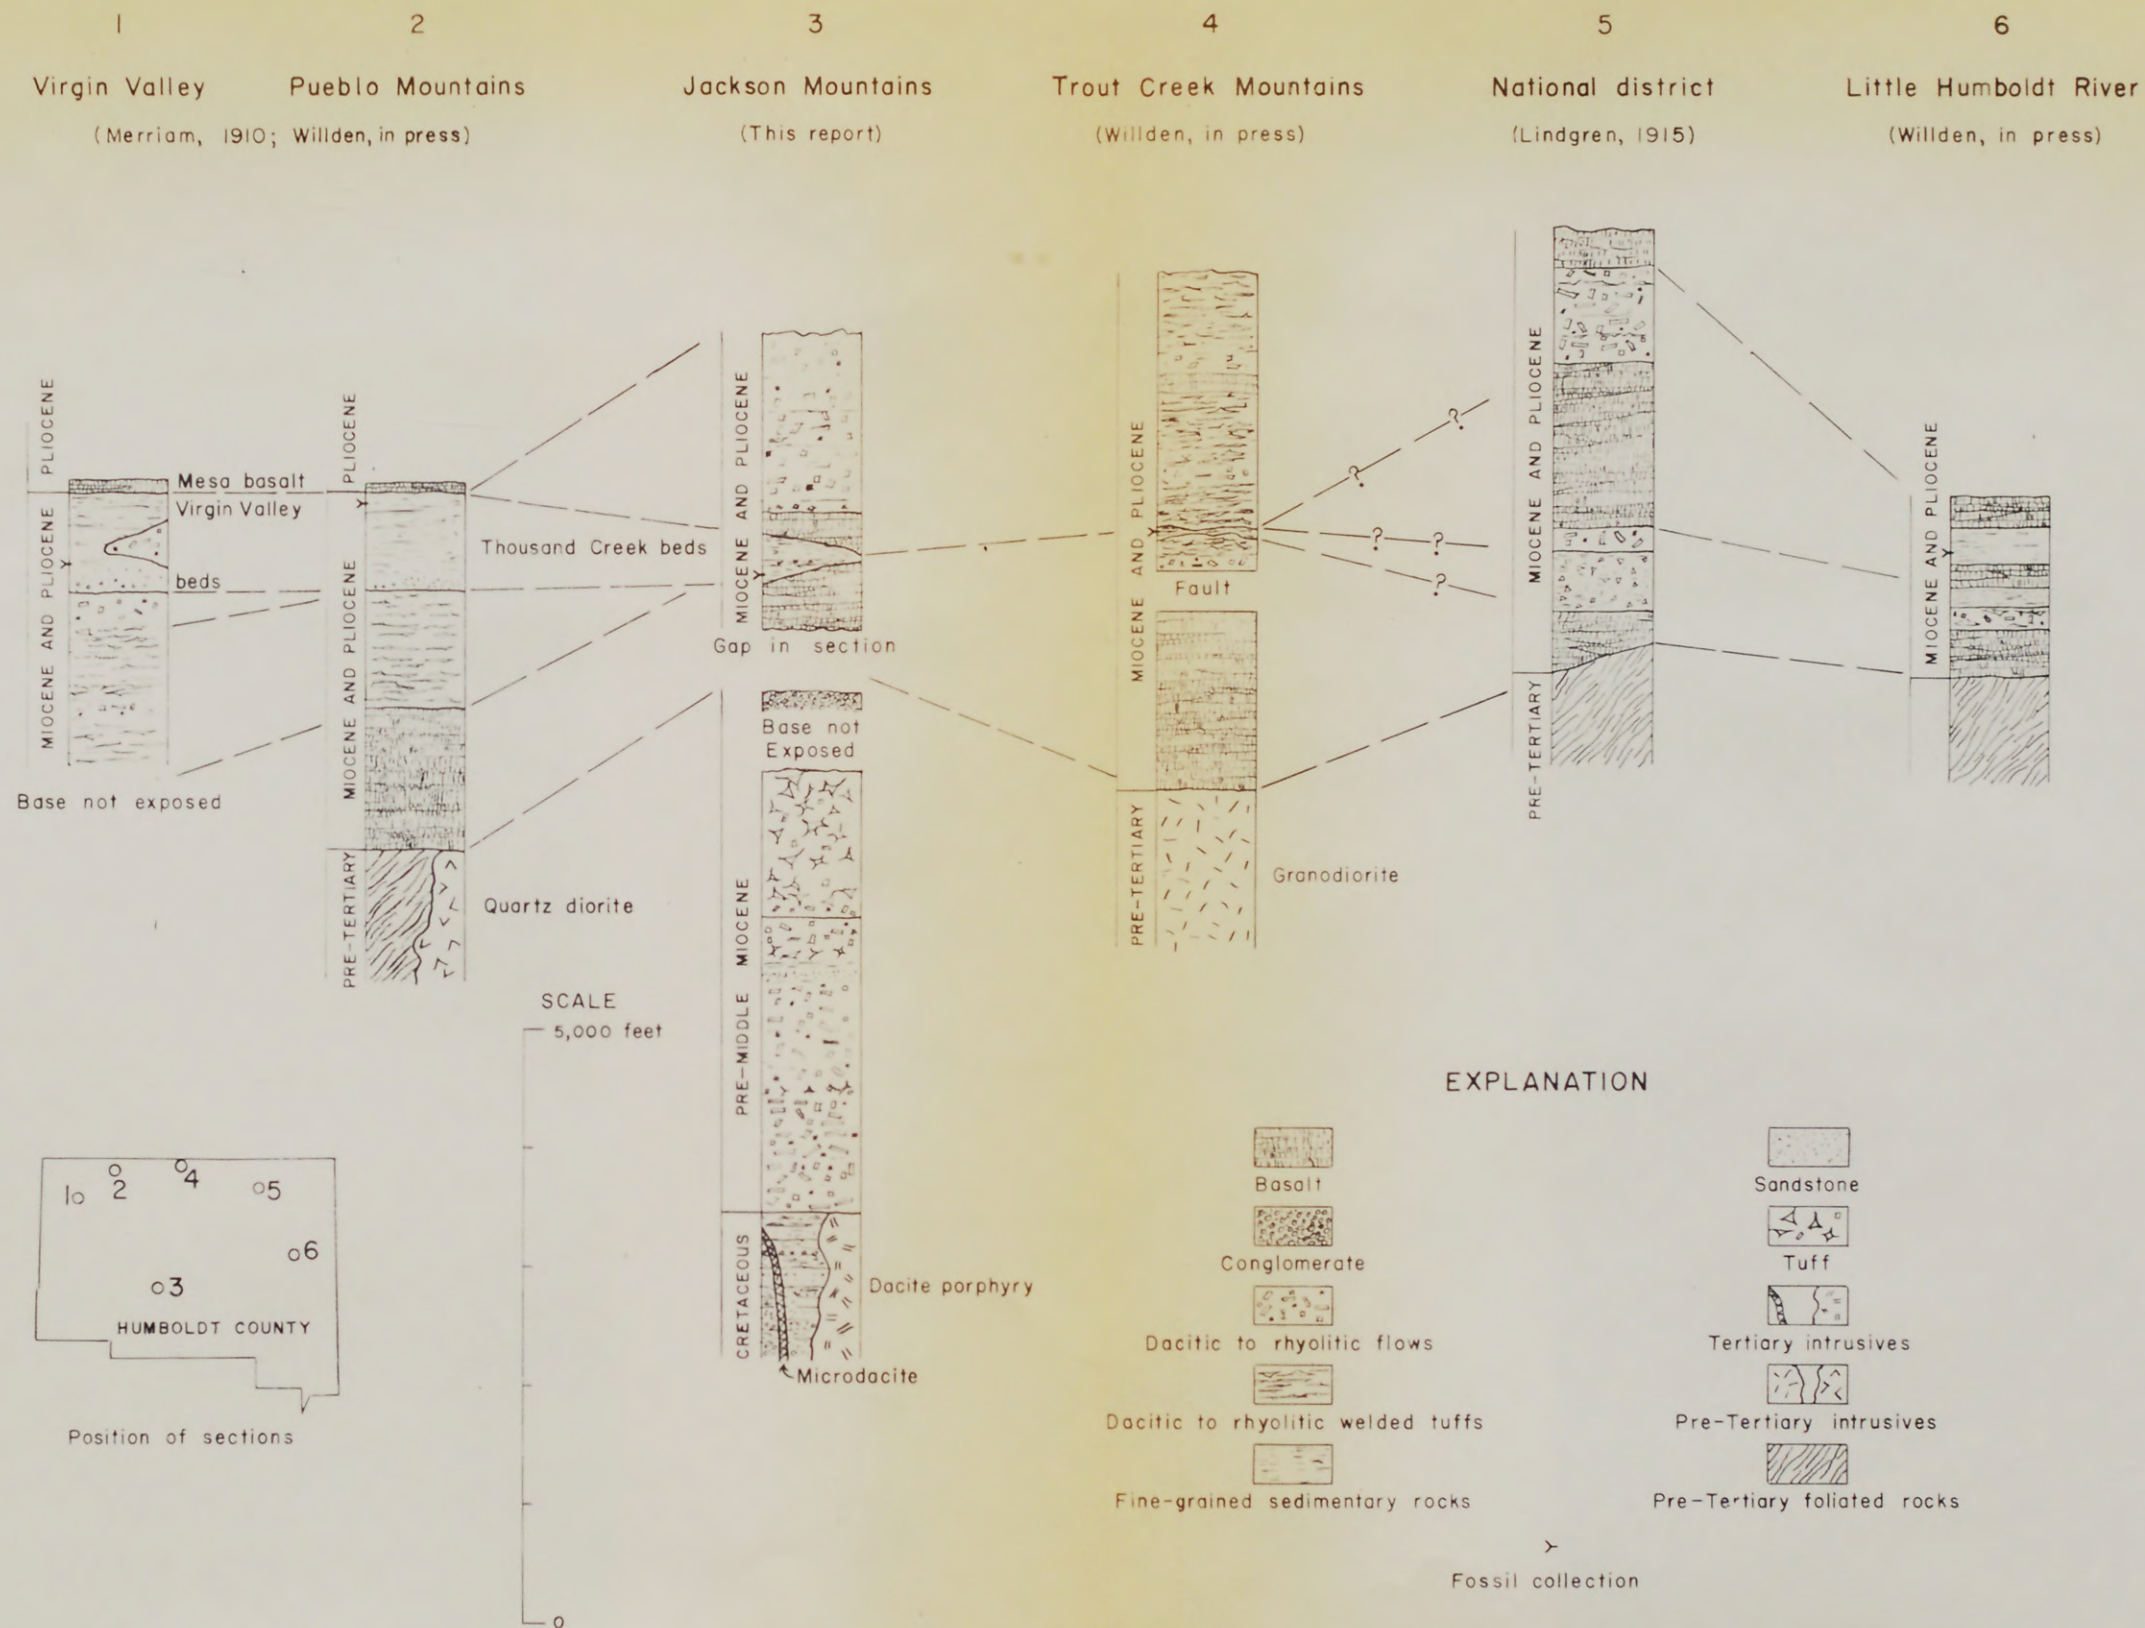 1
Virgin Valley
2
Pueblo Mountains
(Merriam, 1910; Willden, in press)
3
Jackson Mountains
(This report)
4
Trout Creek Mountains
(Willden, in press)
5
National district
(Lindgren, 1915)
6
Little Humboldt River
(Willden, in press)
PLIOCENE
MIOCENE AND PLIOCENE
Mesa basalt
Virgin Valley
beds
Base not exposed
PLIOCENE
MIOCENE AND PLIOCENE
PRE-TERTIARY
Thousand Creek beds
Quartz diorite
MIOCENE AND PLIOCENE
Gap in section
Base not
Exposed
PRE-MIDDLE MIOCENE
CRETACEOUS
Dacite porphyry
Microdacite
MIOCENE AND PLIOCENE
Fault
PRE-TERTIARY
Granodiorite
?
?
?
?
?
MIOCENE AND PLIOCENE
PRE-TERTIARY
MIOCENE AND PLIOCENE
SCALE
5,000 feet
0
1
2
4
5
6
3
HUMBOLDT COUNTY
Position of sections
EXPLANATION
Basalt
Conglomerate
Dacitic to rhyolitic flows
Dacitic to rhyolitic welded tuffs
Fine-grained sedimentary rocks
Sandstone
Tuff
Tertiary intrusives
Pre-Tertiary intrusives
Pre-Tertiary foliated rocks
Fossil collection